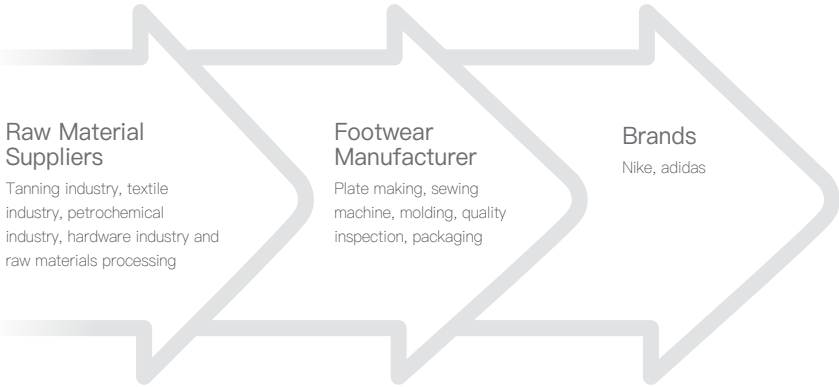 Raw Material
Suppliers
Tanning industry, textile
industry, petrochemical
industry, hardware industry and
raw materials processing
Footwear
Manufacturer
Plate making, sewing
machine, molding, quality
inspection, packaging
Brands
Nike, adidas